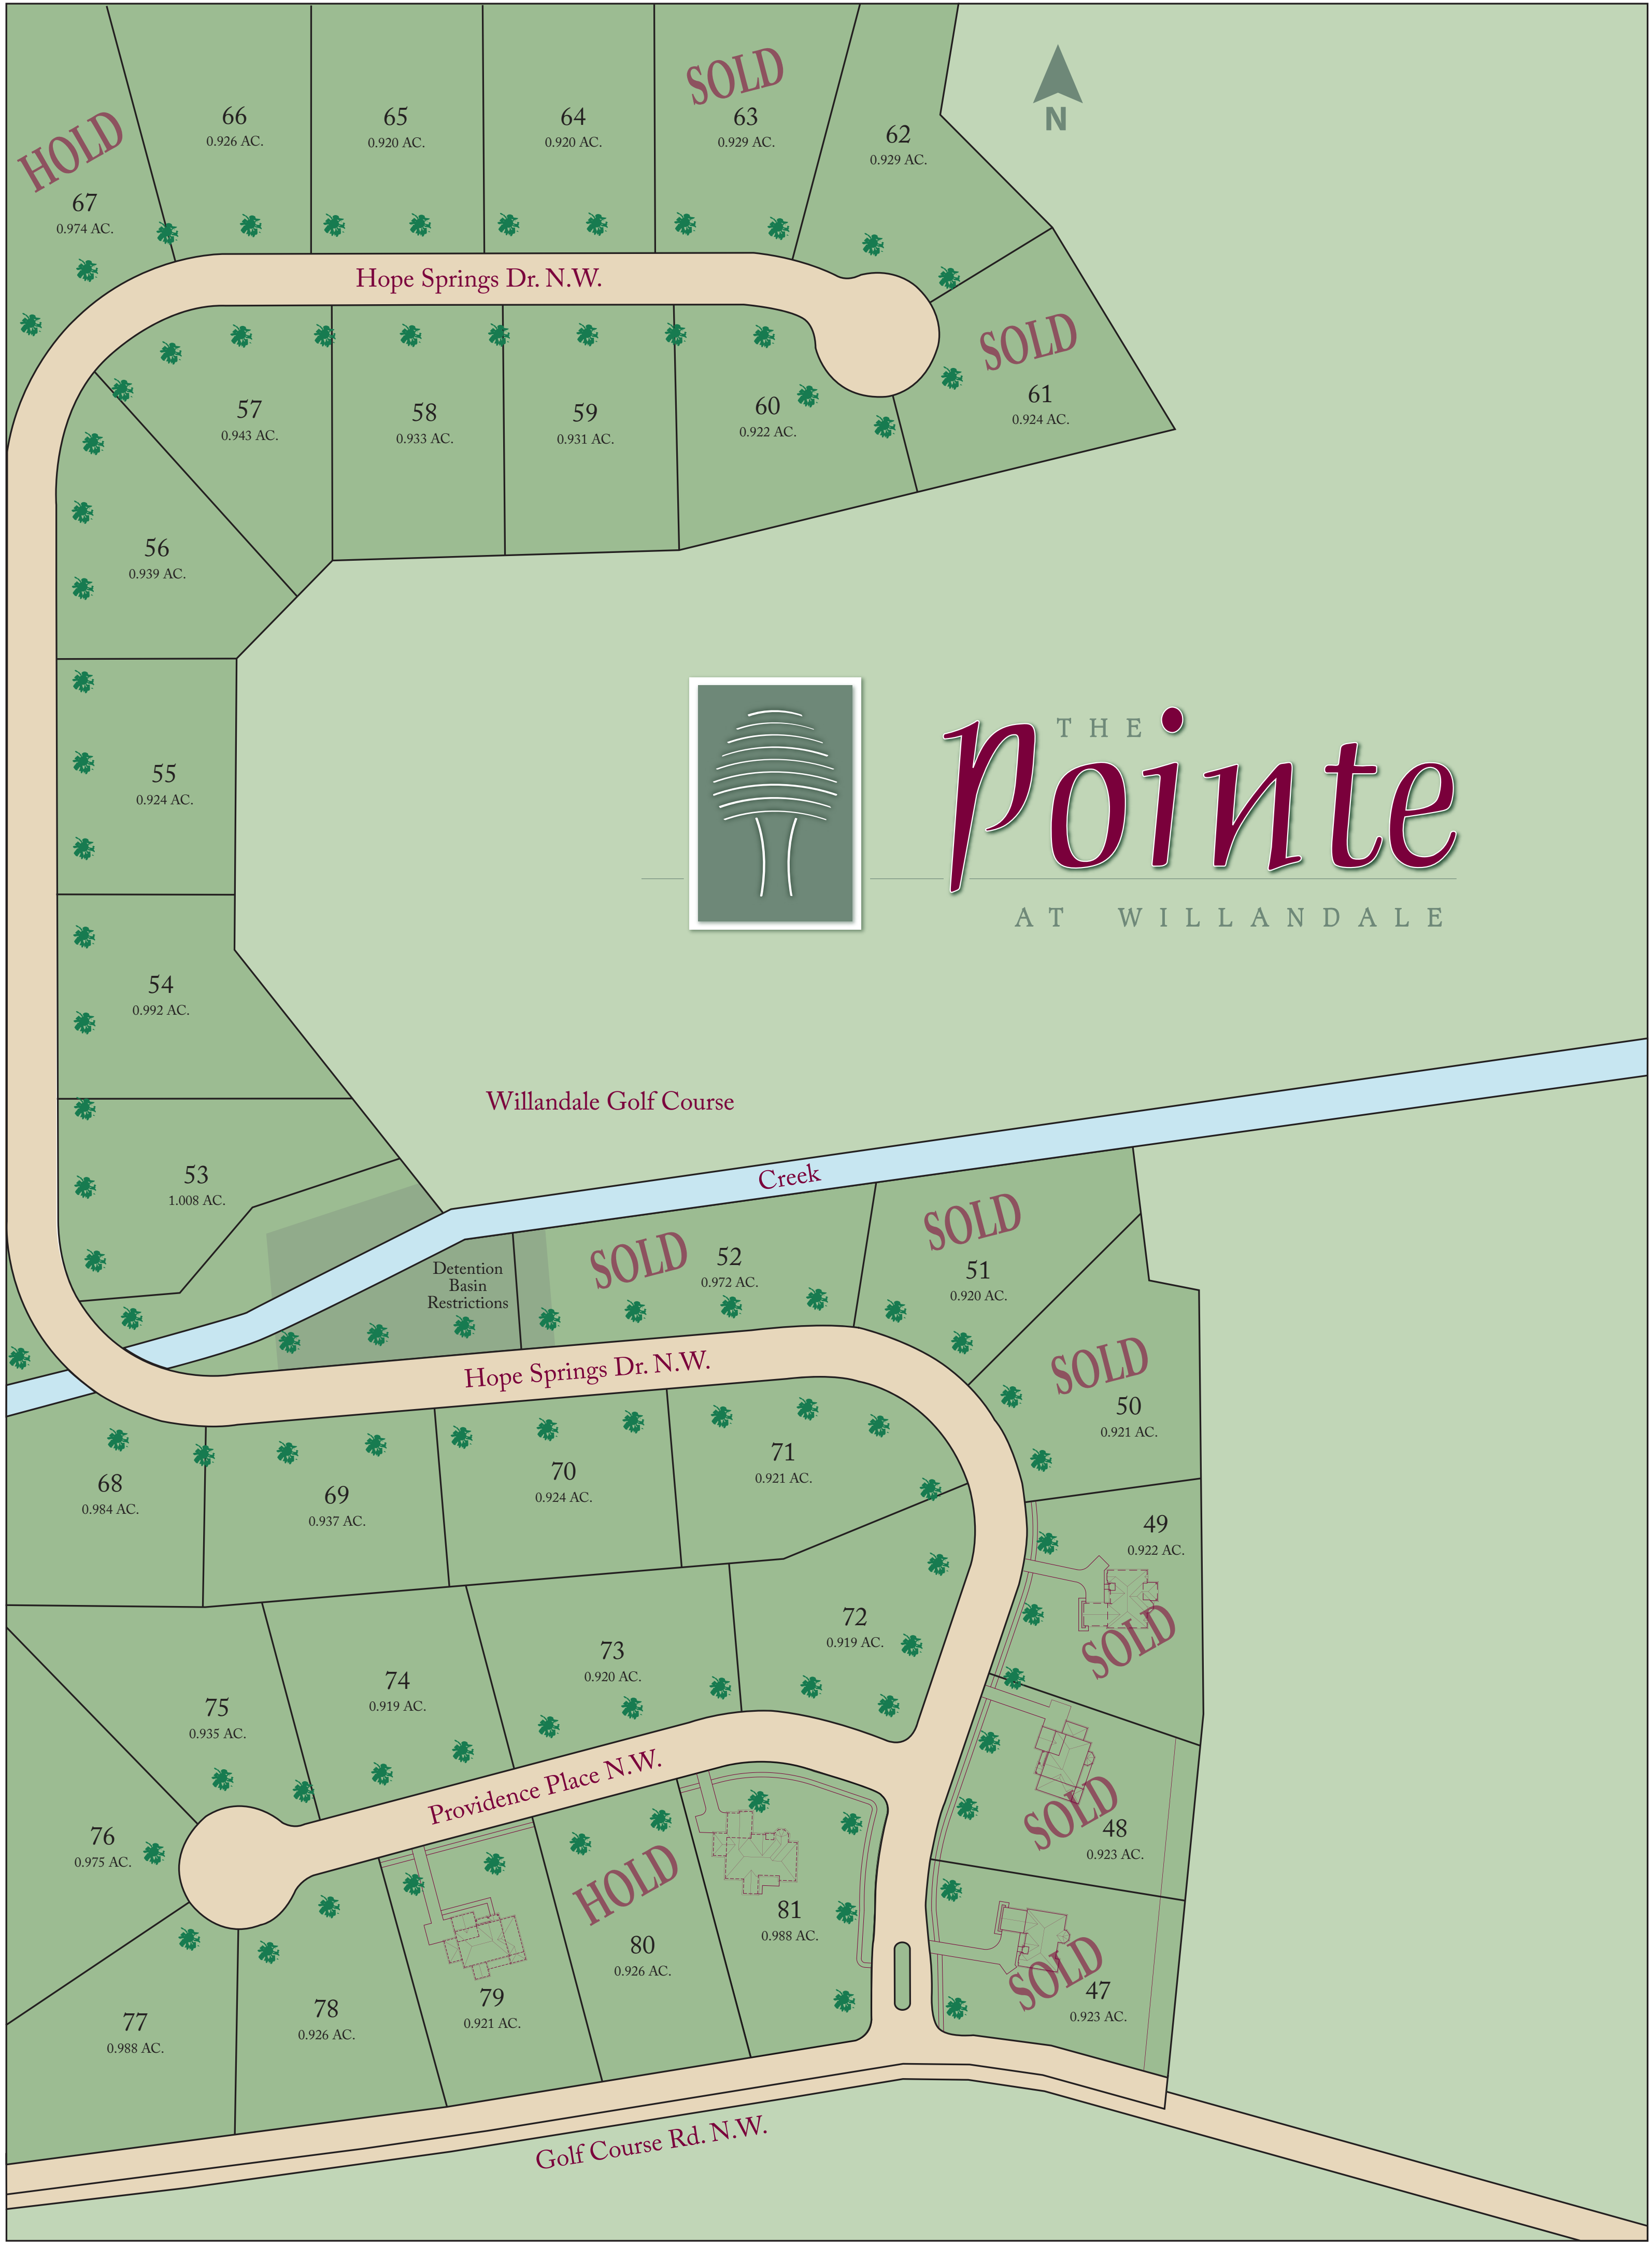 SOLD
HOLD
66
0.926 AC.
65
0.920 AC.
64
0.920 AC.
63
0.929 AC.
62
0.929 AC.
N
67
0.974 AC.
Hope Springs Dr. N.W.
SOLD
61
0.924 AC.
57
0.943 AC.
58
0.933 AC.
59
0.931 AC.
60
0.922 AC.
56
0.939 AC.
THE
Pointe
AT WILLANDALE
55
0.924 AC.
54
0.992 AC.
Willandale Golf Course
53
1.008 AC.
Creek
SOLD
51
0.920 AC.
SOLD
52
0.972 AC.
Detention
Basin
Restrictions
Hope Springs Dr. N.W.
SOLD
50
0.921 AC.
68
0.984 AC.
69
0.937 AC.
70
0.924 AC.
71
0.921 AC.
49
0.922 AC.
SOLD
72
0.919 AC.
73
0.920 AC.
74
0.919 AC.
75
0.935 AC.
Providence Place N.W.
SOLD
48
0.923 AC.
76
0.975 AC.
HOLD
80
0.926 AC.
81
0.988 AC.
SOLD
47
0.923 AC.
77
0.988 AC.
78
0.926 AC.
79
0.921 AC.
Golf Course Rd. N.W.